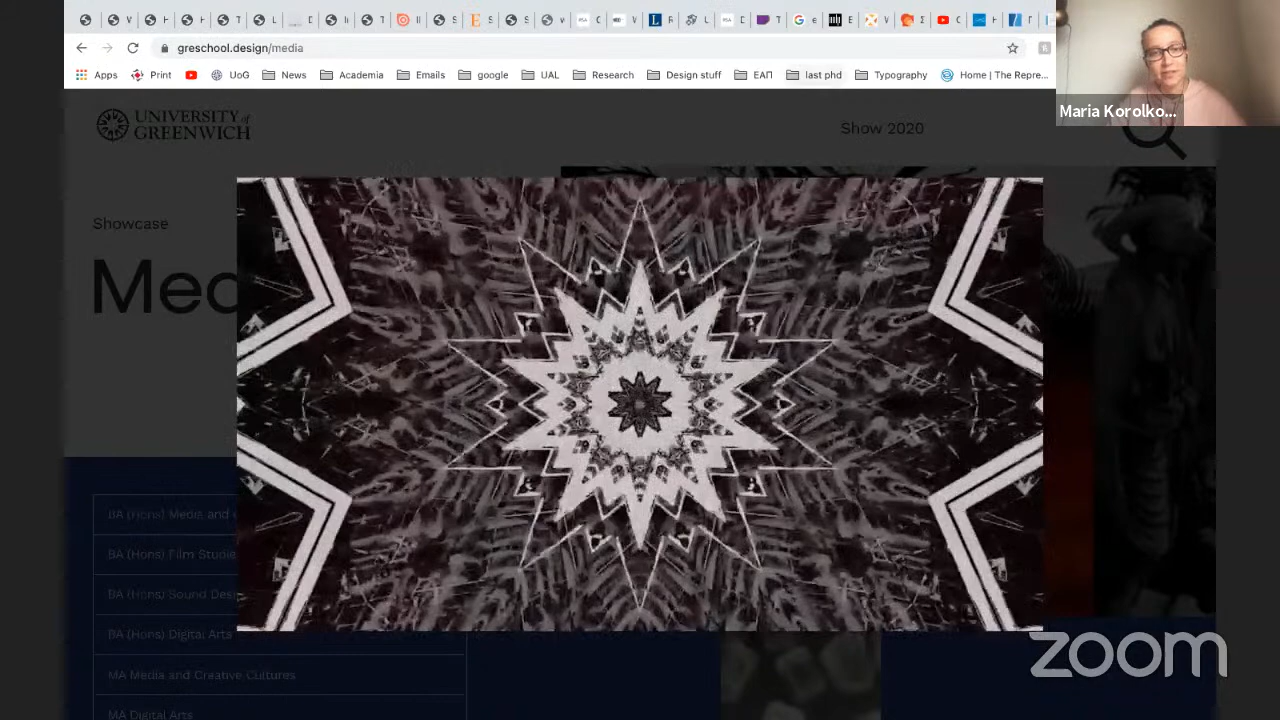 greschool.design/media
Apps Print UoG News Academia Emails google UAL Research Design stuff ΕΑΠ last phd Typography Home | The Repre...
Maria Korolko...
UNIVERSITY of GREENWICH
Show 2020
Showcase
Med
BA (Hons) Media and
BA (Hons) Film Studie
BA (Hons) Sound Desi
BA (Hons) Digital Arts
MA Media and Creative Cultures
MA Digital Arts
zoom